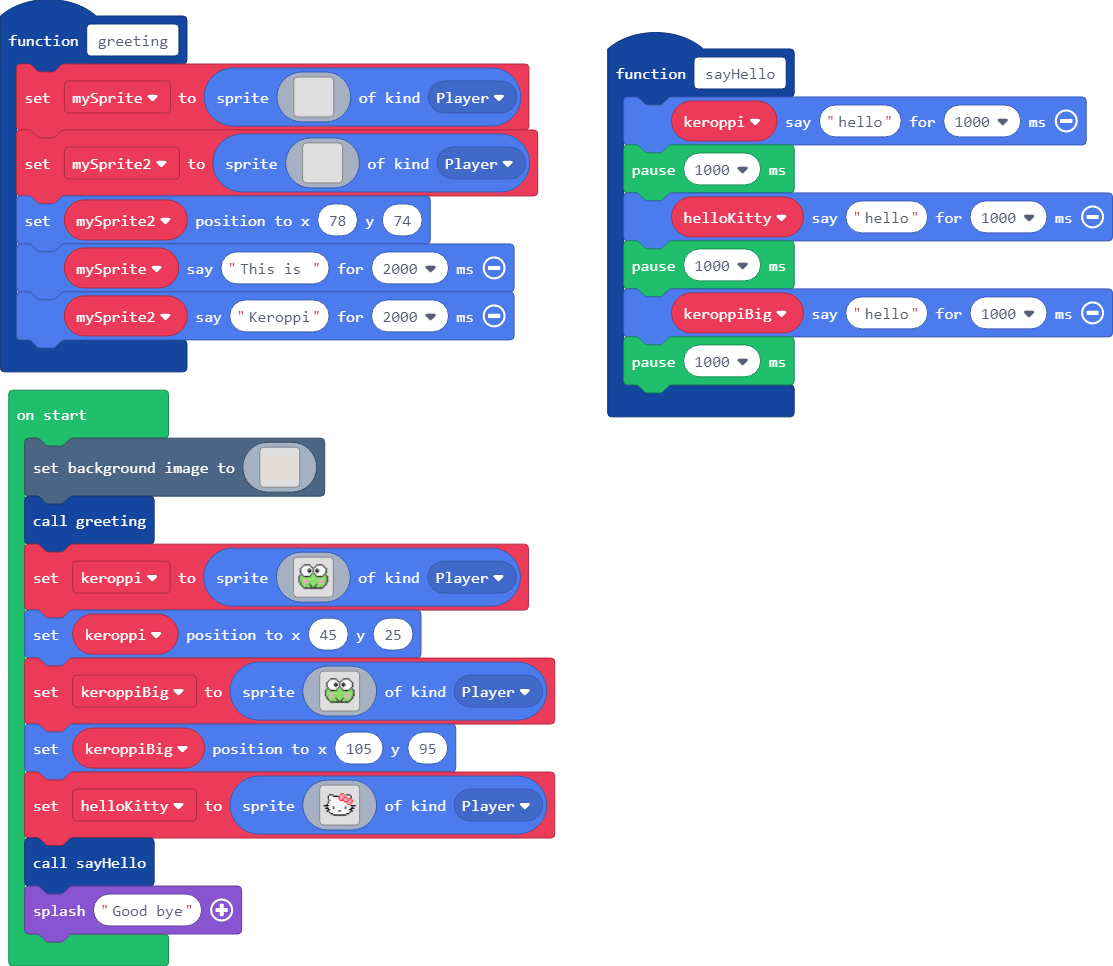 function greeting
set mySprite to sprite of kind Player
set mySprite2 to sprite of kind Player
set mySprite2 position to x 78 y 74
mySprite say "This is " for 2000 ms
mySprite2 say "Keroppi" for 2000 ms
function sayHello
keroppi say "hello" for 1000 ms
pause 1000 ms
helloKitty say "hello" for 1000 ms
pause 1000 ms
keroppiBig say "hello" for 1000 ms
pause 1000 ms
on start
set background image to
call greeting
set keroppi to sprite of kind Player
set keroppi position to x 45 y 25
set keroppiBig to sprite of kind Player
set keroppiBig position to x 105 y 95
set helloKitty to sprite of kind Player
call sayHello
splash "Good bye"